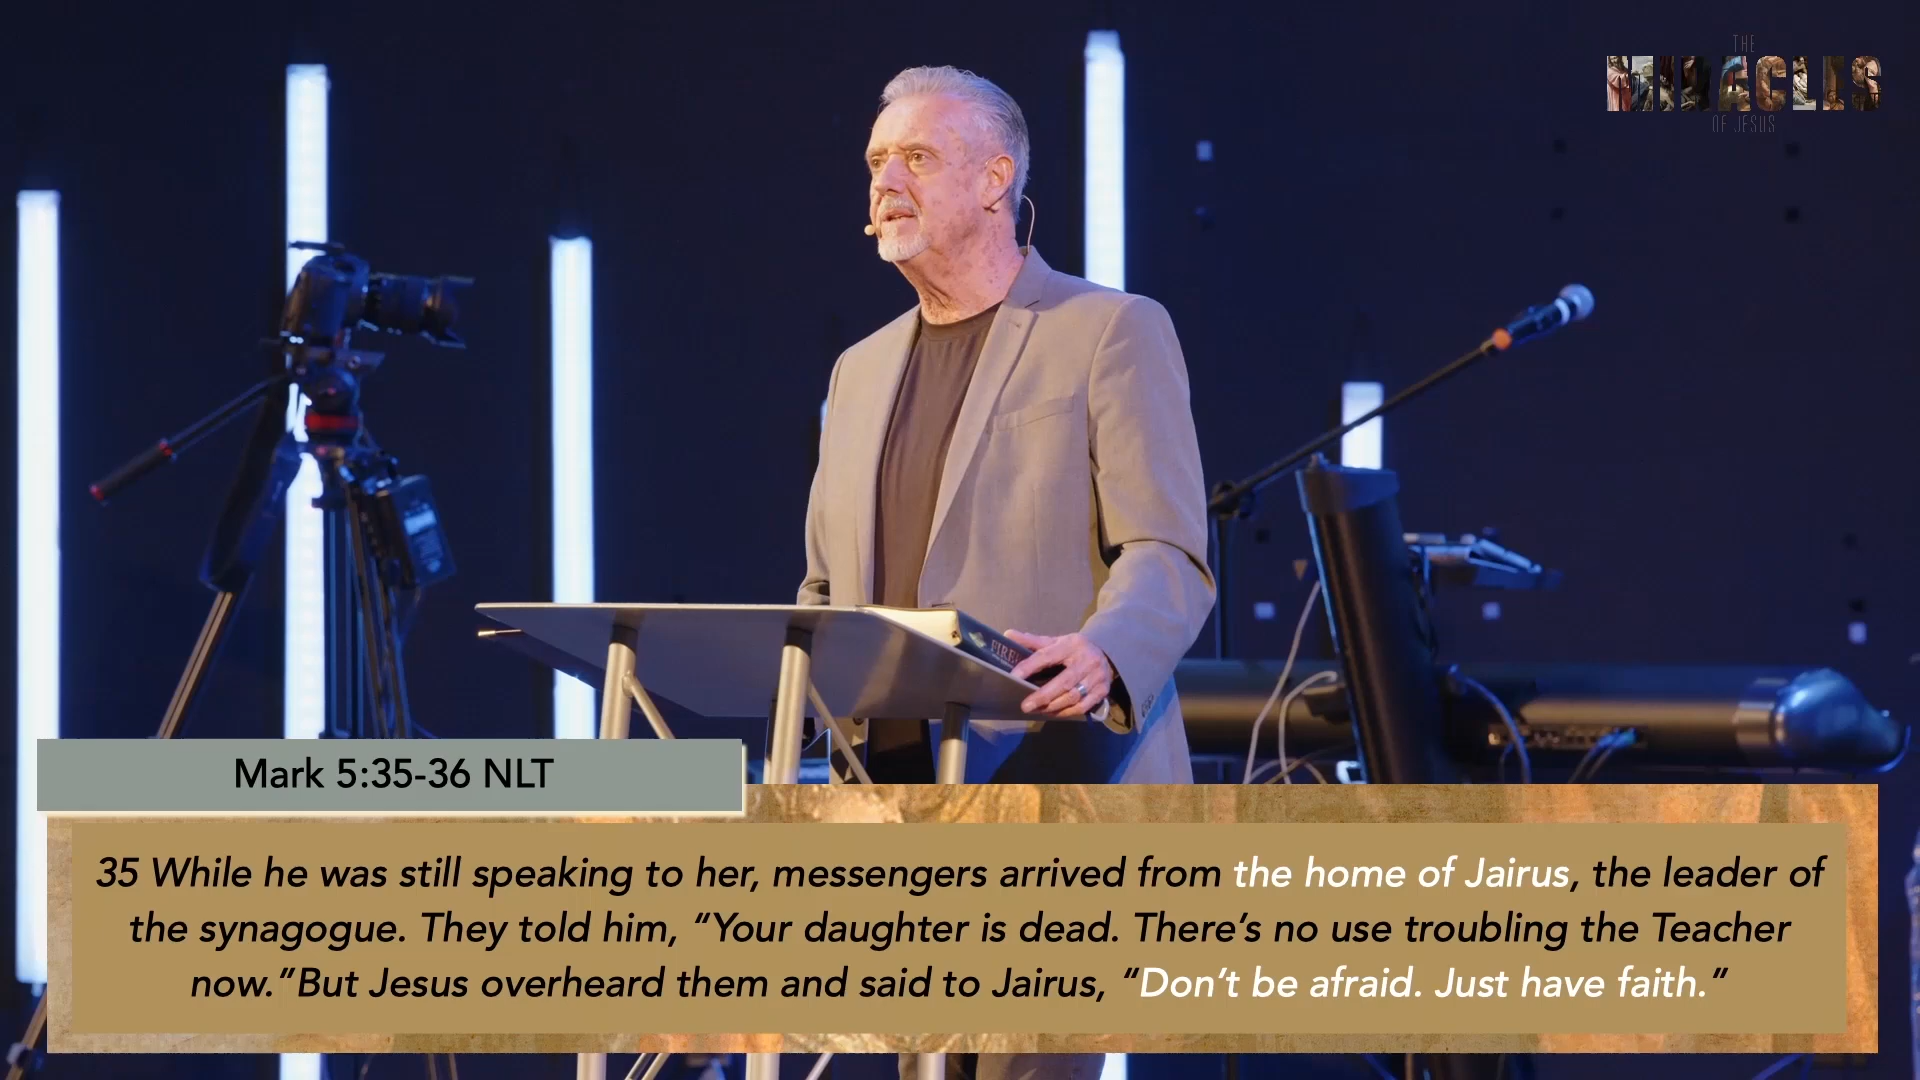 THE
MIRACLES
OF JESUS
FIRE
Mark 5:35-36 NLT
35 While he was still speaking to her, messengers arrived from the home of Jairus, the leader of
the synagogue. They told him, “Your daughter is dead. There’s no use troubling the Teacher
now.”But Jesus overheard them and said to Jairus, “Don’t be afraid. Just have faith.”